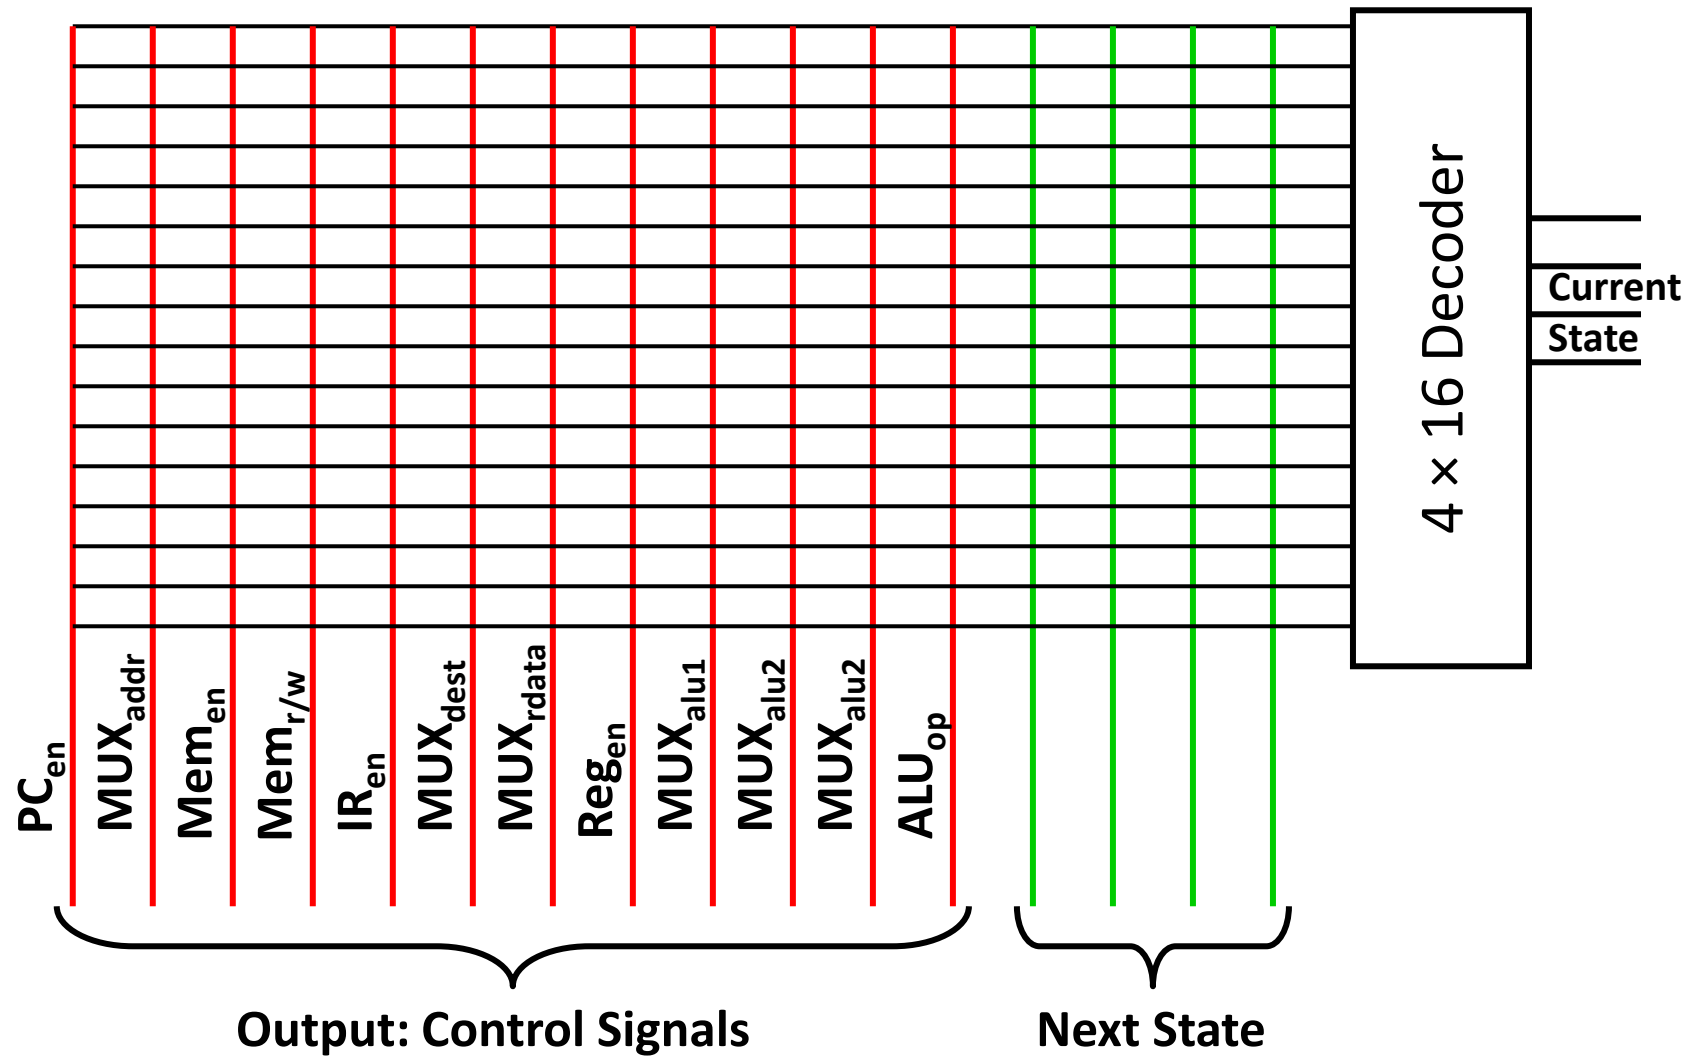 4 × 16 Decoder
Current
State
PCen
MUXaddr
Memen
Memr/w
IRen
MUXdest
MUXrdata
Regen
MUXalu1
MUXalu2
MUXalu2
ALUop
Output: Control Signals
Next State